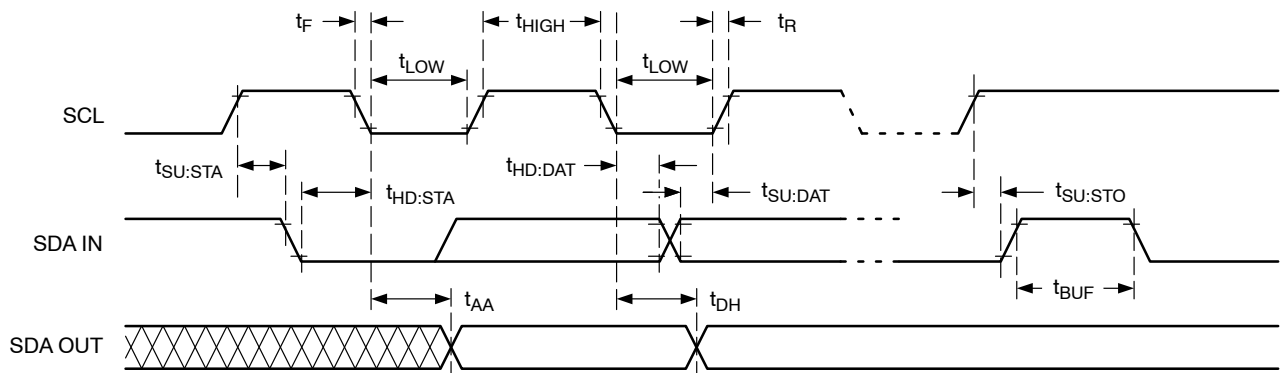 tF
tHIGH
tR
tLOW
tLOW
SCL
tSU:STA
tHD:STA
tHD:DAT
tSU:DAT
tSU:STO
SDA IN
tBUF
tAA
tDH
SDA OUT